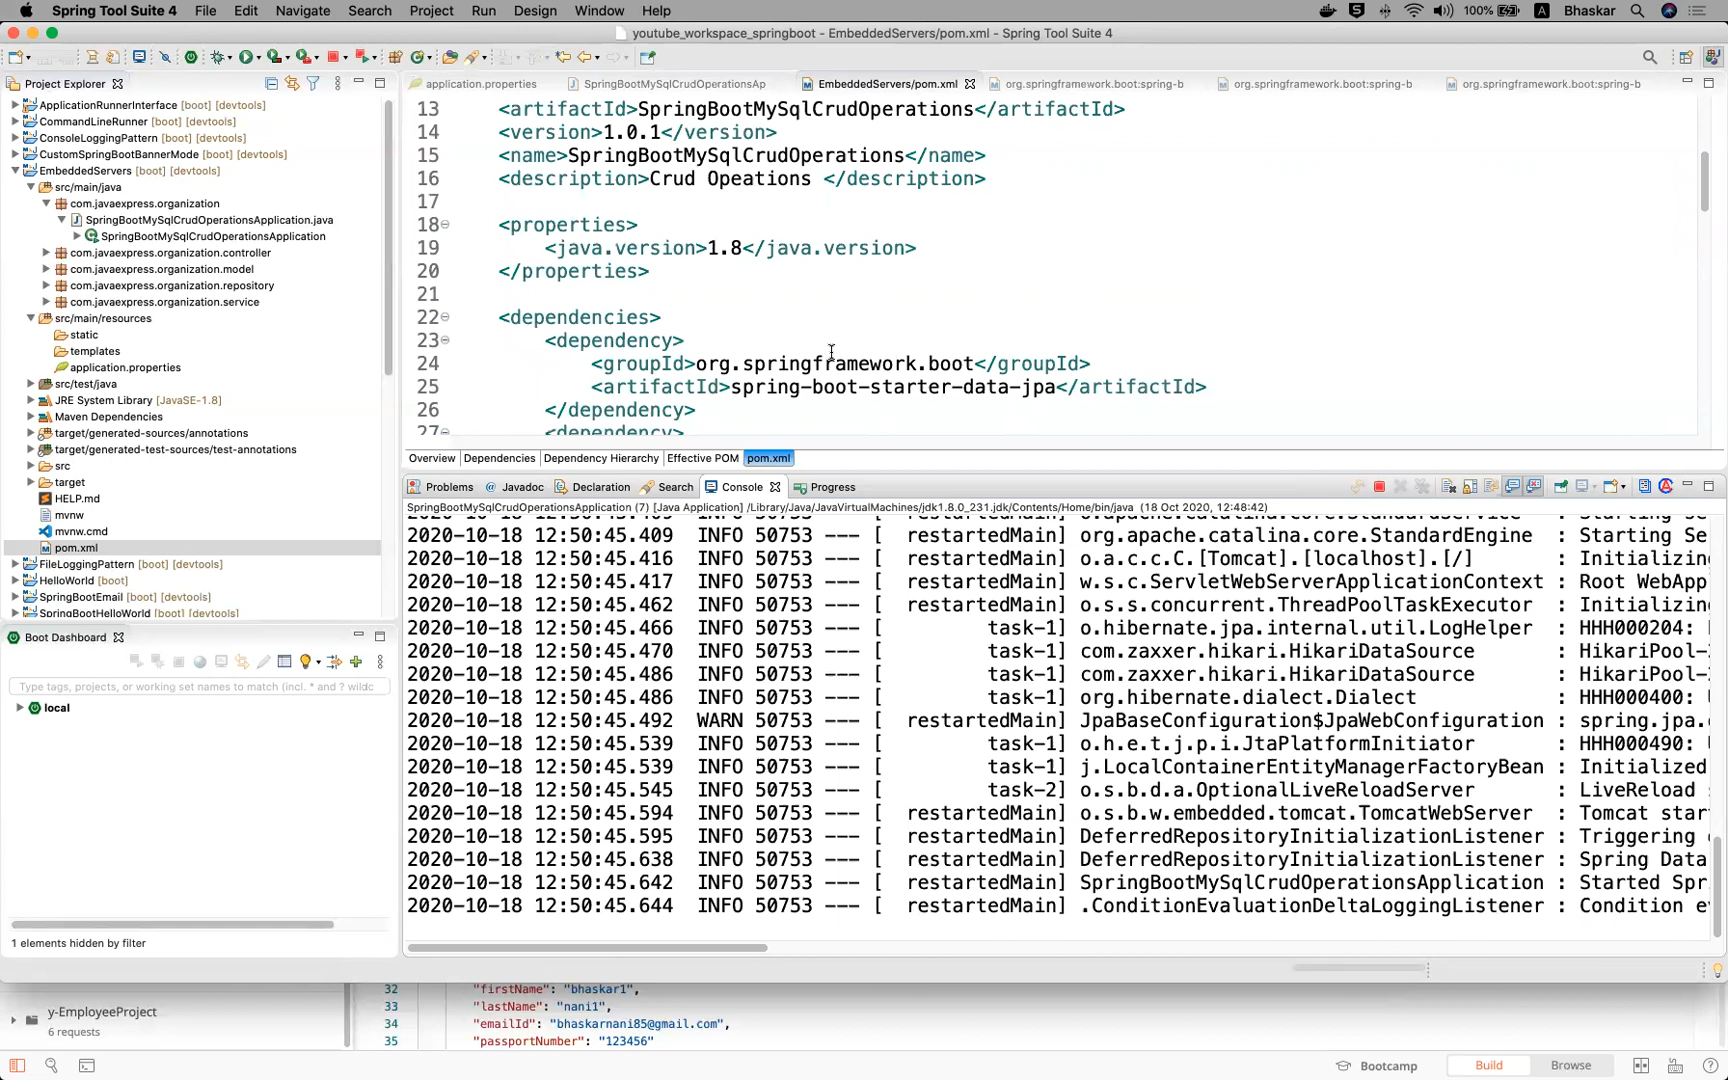 Spring Tool Suite 4 File Edit Navigate Search Project Run Design Window Help 100% A Bhaskar
youtube_workspace_springboot - EmbeddedServers/pom.xml - Spring Tool Suite 4
Project Explorer
application.properties SpringBootMySqlCrudOperationsAp EmbeddedServers/pom.xml org.springframework.boot:spring-b org.springframework.boot:spring-b org.springframework.boot:spring-b
ApplicationRunnerInterface [boot] [devtools]
CommandLineRunner [boot] [devtools]
ConsoleLoggingPattern [boot] [devtools]
CustomSpringBootBannerMode [boot] [devtools]
EmbeddedServers [boot] [devtools]
src/main/java
com.javaexpress.organization
SpringBootMySqlCrudOperationsApplication.java
SpringBootMySqlCrudOperationsApplication
com.javaexpress.organization.controller
com.javaexpress.organization.model
com.javaexpress.organization.repository
com.javaexpress.organization.service
src/main/resources
static
templates
application.properties
src/test/java
JRE System Library [JavaSE-1.8]
Maven Dependencies
target/generated-sources/annotations
target/generated-test-sources/test-annotations
src
target
HELP.md
mvnw
mvnw.cmd
pom.xml
FileLoggingPattern [boot] [devtools]
HelloWorld [boot]
SpringBootEmail [boot] [devtools]
SpringBootHelloWorld [boot] [devtools]
13 <artifactId>SpringBootMySqlCrudOperations</artifactId>
14 <version>1.0.1</version>
15 <name>SpringBootMySqlCrudOperations</name>
16 <description>Crud Opeations </description>
17
18 <properties>
19 <java.version>1.8</java.version>
20 </properties>
21
22 <dependencies>
23 <dependency>
24 <groupId>org.springframework.boot</groupId>
25 <artifactId>spring-boot-starter-data-jpa</artifactId>
26 </dependency>
27 <dependency>
Overview Dependencies Dependency Hierarchy Effective POM pom.xml
Problems Javadoc Declaration Search Console Progress
SpringBootMySqlCrudOperationsApplication (7) [Java Application] /Library/Java/JavaVirtualMachines/jdk1.8.0_231.jdk/Contents/Home/bin/java (18 Oct 2020, 12:48:42)
2020-10-18 12:50:45.409 INFO 50753 --- [ restartedMain] org.apache.catalina.core.StandardEngine : Starting Se
2020-10-18 12:50:45.416 INFO 50753 --- [ restartedMain] o.a.c.c.C.[Tomcat].[localhost].[/] : Initializing
2020-10-18 12:50:45.417 INFO 50753 --- [ restartedMain] w.s.c.ServletWebServerApplicationContext : Root WebApp
2020-10-18 12:50:45.462 INFO 50753 --- [ restartedMain] o.s.s.concurrent.ThreadPoolTaskExecutor : Initializin
2020-10-18 12:50:45.466 INFO 50753 --- [ task-1] o.hibernate.jpa.internal.util.LogHelper : HHH000204:
2020-10-18 12:50:45.470 INFO 50753 --- [ task-1] com.zaxxer.hikari.HikariDataSource : HikariPool-
2020-10-18 12:50:45.486 INFO 50753 --- [ task-1] com.zaxxer.hikari.HikariDataSource : HikariPool-
2020-10-18 12:50:45.486 INFO 50753 --- [ task-1] org.hibernate.dialect.Dialect : HHH000400:
2020-10-18 12:50:45.492 WARN 50753 --- [ restartedMain] JpaBaseConfiguration$JpaWebConfiguration : spring.jpa.
2020-10-18 12:50:45.539 INFO 50753 --- [ task-1] o.h.e.t.j.p.i.JtaPlatformInitiator : HHH000490:
2020-10-18 12:50:45.539 INFO 50753 --- [ task-1] j.LocalContainerEntityManagerFactoryBean : Initialized
2020-10-18 12:50:45.545 INFO 50753 --- [ task-2] o.s.b.d.a.OptionalLiveReloadServer : LiveReload
2020-10-18 12:50:45.594 INFO 50753 --- [ restartedMain] o.s.b.w.embedded.tomcat.TomcatWebServer : Tomcat star
2020-10-18 12:50:45.595 INFO 50753 --- [ restartedMain] DeferredRepositoryInitializationListener : Triggering
2020-10-18 12:50:45.638 INFO 50753 --- [ restartedMain] DeferredRepositoryInitializationListener : Spring Data
2020-10-18 12:50:45.642 INFO 50753 --- [ restartedMain] SpringBootMySqlCrudOperationsApplication : Started Spr
2020-10-18 12:50:45.644 INFO 50753 --- [ restartedMain] .ConditionEvaluationDeltaLoggingListener : Condition ev
Boot Dashboard
Type tags, projects, or working set names to match (incl. * and ? wildc
local
1 elements hidden by filter
y-EmployeeProject
6 requests
32 "firstName": "bhaskar1",
33 "lastName": "nani1",
34 "emailId": "bhaskarnani85@gmail.com",
35 "passportNumber": "123456"
Bootcamp Build Browse